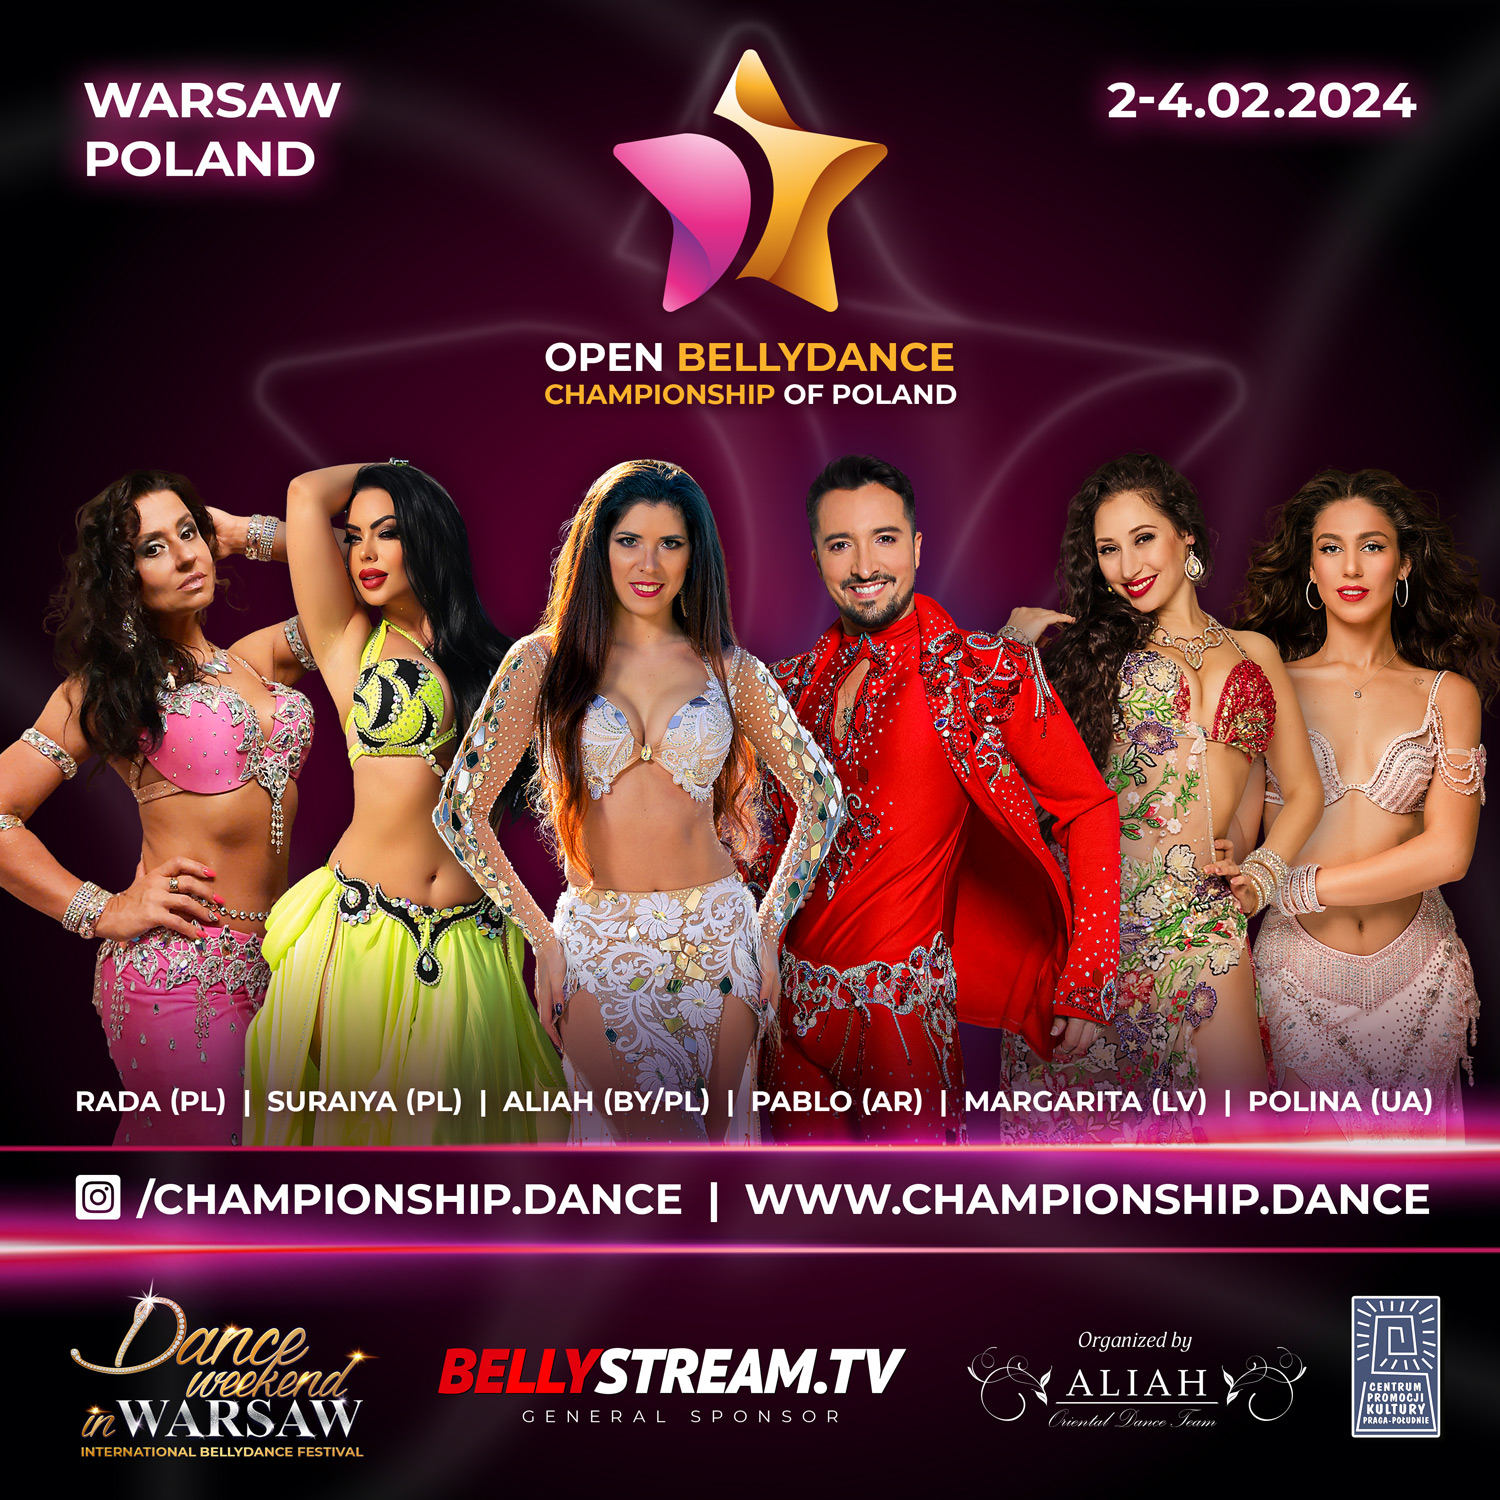 WARSAW
POLAND
2-4.02.2024
OPEN BELLYDANCE
CHAMPIONSHIP OF POLAND
RADA (PL) | SURAIYA (PL) | ALIAH (BY/PL) | PABLO (AR) | MARGARITA (LV) | POLINA (UA)
/CHAMPIONSHIP.DANCE | WWW.CHAMPIONSHIP.DANCE
Dance
weekend
in WARSAW
INTERNATIONAL BELLYDANCE FESTIVAL
BELLYSTREAM.TV
GENERAL SPONSOR
Organized by
ALIAH
Oriental Dance Team
CENTRUM
PROMOCJI
KULTURY
PRAGA-POŁUDNIE